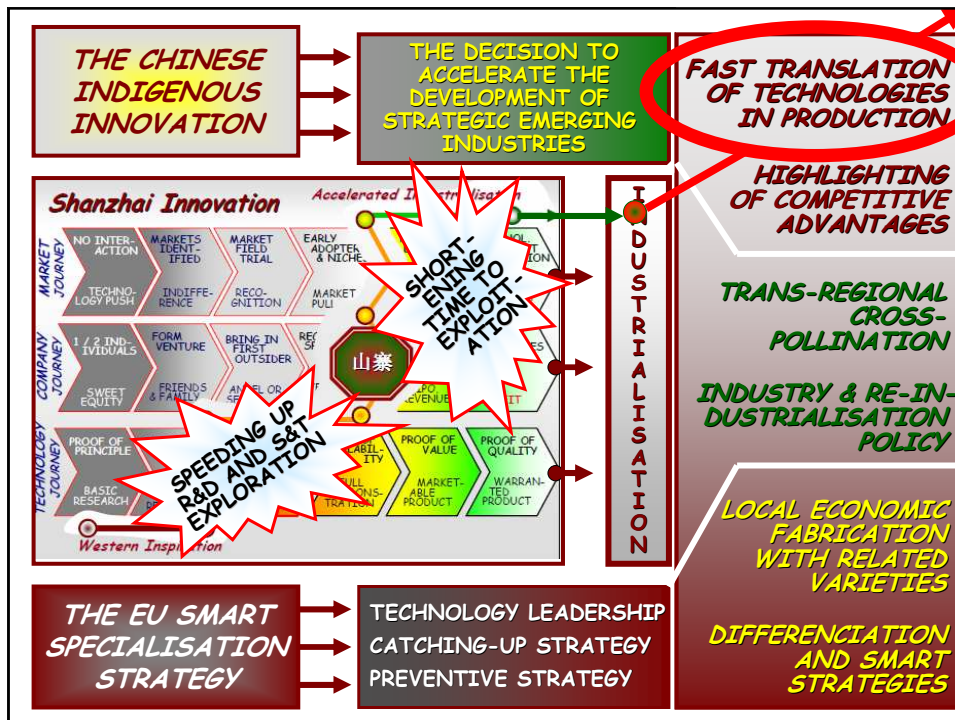 THE CHINESE
INDIGENOUS
INNOVATION
THE DECISION TO
ACCELERATE THE
DEVELOPMENT OF
STRATEGIC EMERGING
INDUSTRIES
FAST TRANSLATION
OF TECHNOLOGIES
IN PRODUCTION
HIGHLIGHTING
OF COMPETITIVE
ADVANTAGES
TRANS-REGIONAL
CROSS-
POLLINATION
INDUSTRY & RE-IN-
DUSTRIALISATION
POLICY
LOCAL ECONOMIC
FABRICATION
WITH RELATED
VARIETIES
DIFFERENCIATION
AND SMART
STRATEGIES
Shanzhai Innovation
Accelerated
MARKET
JOURNEY
NO INTER-
ACTION
TECHNO-
LOGY PUSH
MARKETS
IDENT-
IFIED
INDIFFE-
RENCE
MARKET
FIELD
TRIAL
RECO-
GNITION
EARLY
ADOPTER
& NICHE
MARKET
PULL
COMPANY
JOURNEY
1 / 2 IND-
IVIDUALS
SWEET
EQUITY
FORM
VENTURE
FRIENDS
& FAMILY
BRING IN
FIRST
OUTSIDER
OR
山寨
REVENUE
TECHNOLOGY
JOURNEY
PROOF OF
PRINCIPLE
BASIC
RESEARCH
PROOF OF
VALUE
MARKET-
ABLE
PRODUCT
PROOF OF
QUALITY
WARRAN-
TED
PRODUCT
Western Inspiration
SHORT-
ENING
TIME TO
EXPLOIT-
ATION
SPEEDING UP
R&D AND S&T
EXPLORATION
INDUSTRIALISATION
THE EU SMART
SPECIALISATION
STRATEGY
TECHNOLOGY LEADERSHIP
CATCHING-UP STRATEGY
PREVENTIVE STRATEGY